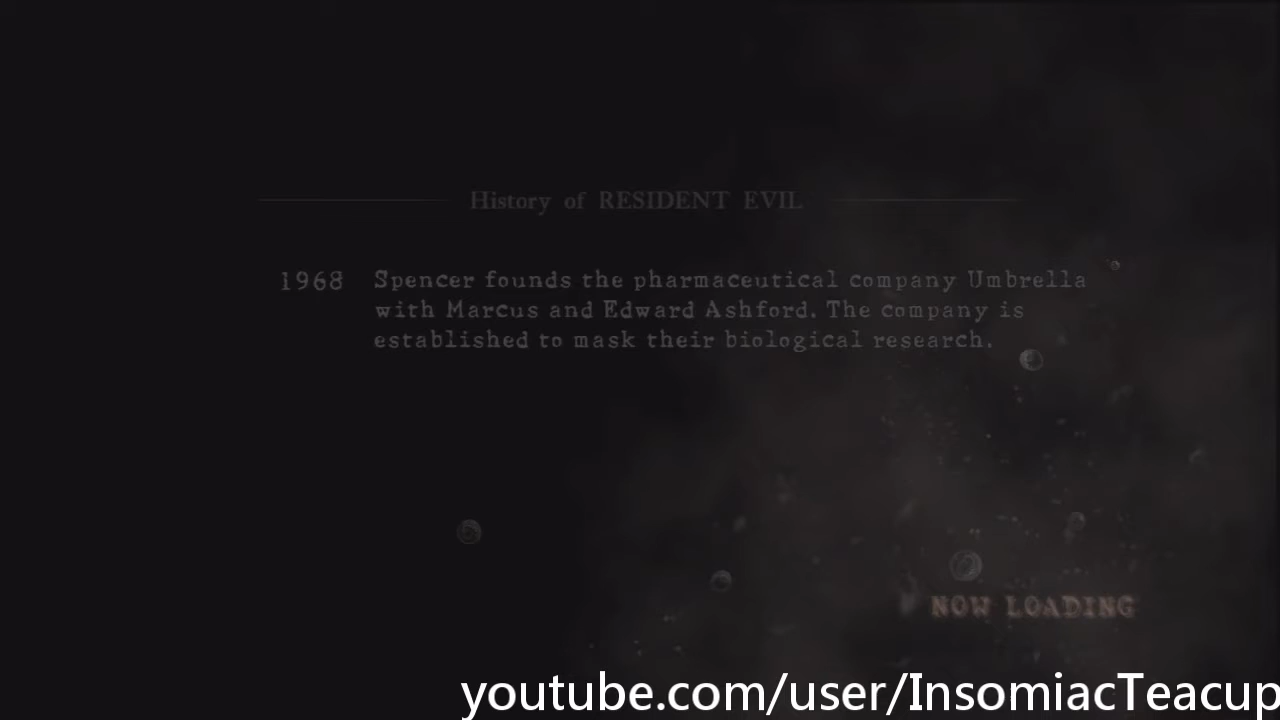 History of RESIDENT EVIL
1968 Spencer founds the pharmaceutical company Umbrella
with Marcus and Edward Ashford. The company is
established to mask their biological research.
NOW LOADING
youtube.com/user/InsomiacTeacup